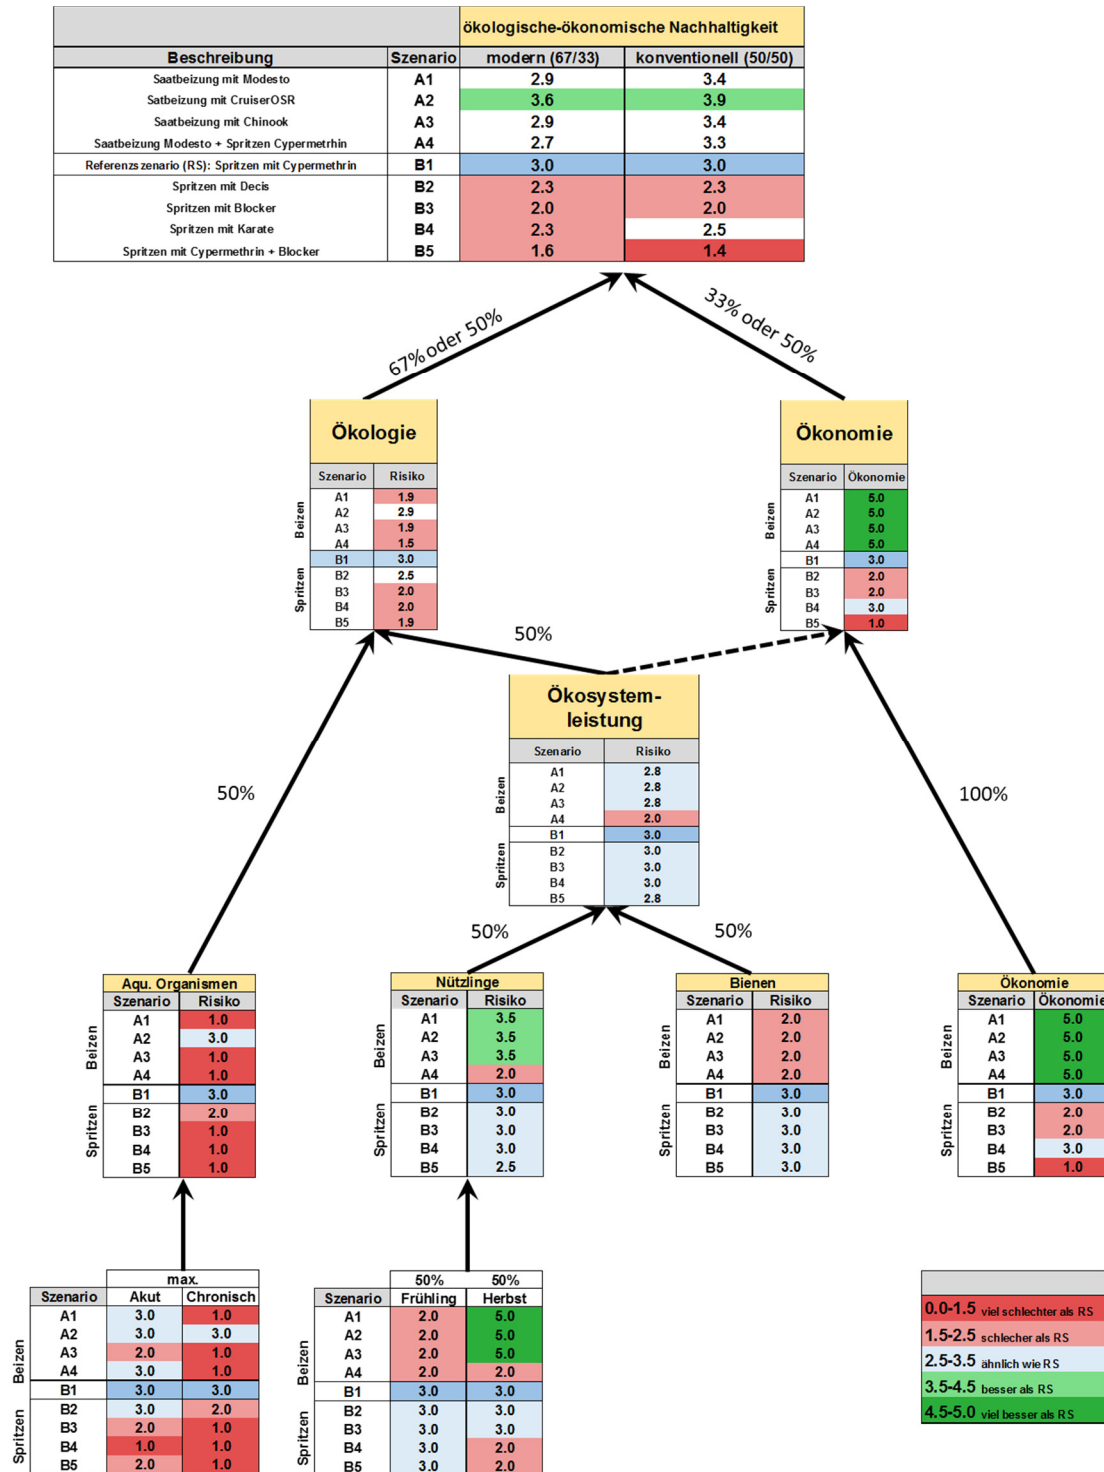 ökologische-ökonomische Nachhaltigkeit
Beschreibung Szenario modern (67/33) konventionell (50/50)
Saatbeizung mit Modesto A1 2.9 3.4
Satbeizung mit CruiserOSR A2 3.6 3.9
Saatbeizung mit Chinook A3 2.9 3.4
Saatbeizung Modesto + Spritzen Cypermetrhin A4 2.7 3.3
Referenzszenario (RS): Spritzen mit Cypermethrin B1 3.0 3.0
Spritzen mit Decis B2 2.3 2.3
Spritzen mit Blocker B3 2.0 2.0
Spritzen mit Karate B4 2.3 2.5
Spritzen mit Cypermethrin + Blocker B5 1.6 1.4
67% oder 50%
33% oder 50%
Ökologie
Szenario Risiko
Beizen
A1 1.9
A2 2.9
A3 1.9
A4 1.5
B1 3.0
Spritzen
B2 2.5
B3 2.0
B4 2.0
B5 1.9
Ökonomie
Szenario Ökonomie
Beizen
A1 5.0
A2 5.0
A3 5.0
A4 5.0
B1 3.0
Spritzen
B2 2.0
B3 2.0
B4 3.0
B5 1.0
50%
50%
100%
Ökosystem-
leistung
Szenario Risiko
Beizen
A1 2.8
A2 2.8
A3 2.8
A4 2.0
B1 3.0
Spritzen
B2 3.0
B3 3.0
B4 3.0
B5 2.8
50%
50%
Aqu. Organismen
Szenario Risiko
Beizen
A1 1.0
A2 3.0
A3 1.0
A4 1.0
B1 3.0
Spritzen
B2 2.0
B3 1.0
B4 1.0
B5 1.0
Nützlinge
Szenario Risiko
Beizen
A1 3.5
A2 3.5
A3 3.5
A4 2.0
B1 3.0
Spritzen
B2 3.0
B3 3.0
B4 3.0
B5 2.5
Bienen
Szenario Risiko
Beizen
A1 2.0
A2 2.0
A3 2.0
A4 2.0
B1 3.0
Spritzen
B2 3.0
B3 3.0
B4 3.0
B5 3.0
Ökonomie
Szenario Ökonomie
Beizen
A1 5.0
A2 5.0
A3 5.0
A4 5.0
B1 3.0
Spritzen
B2 2.0
B3 2.0
B4 3.0
B5 1.0
max.
Szenario Akut Chronisch
Beizen
A1 3.0 1.0
A2 3.0 3.0
A3 2.0 1.0
A4 3.0 1.0
B1 3.0 3.0
Spritzen
B2 3.0 2.0
B3 2.0 1.0
B4 1.0 1.0
B5 2.0 1.0
50% 50%
Szenario Frühling Herbst
Beizen
A1 2.0 5.0
A2 2.0 5.0
A3 2.0 5.0
A4 2.0 2.0
B1 3.0 3.0
Spritzen
B2 3.0 3.0
B3 3.0 3.0
B4 3.0 2.0
B5 3.0 2.0
0.0-1.5 viel schlechter als RS
1.5-2.5 schlecher als RS
2.5-3.5 ähnlich wie RS
3.5-4.5 besser als RS
4.5-5.0 viel besser als RS